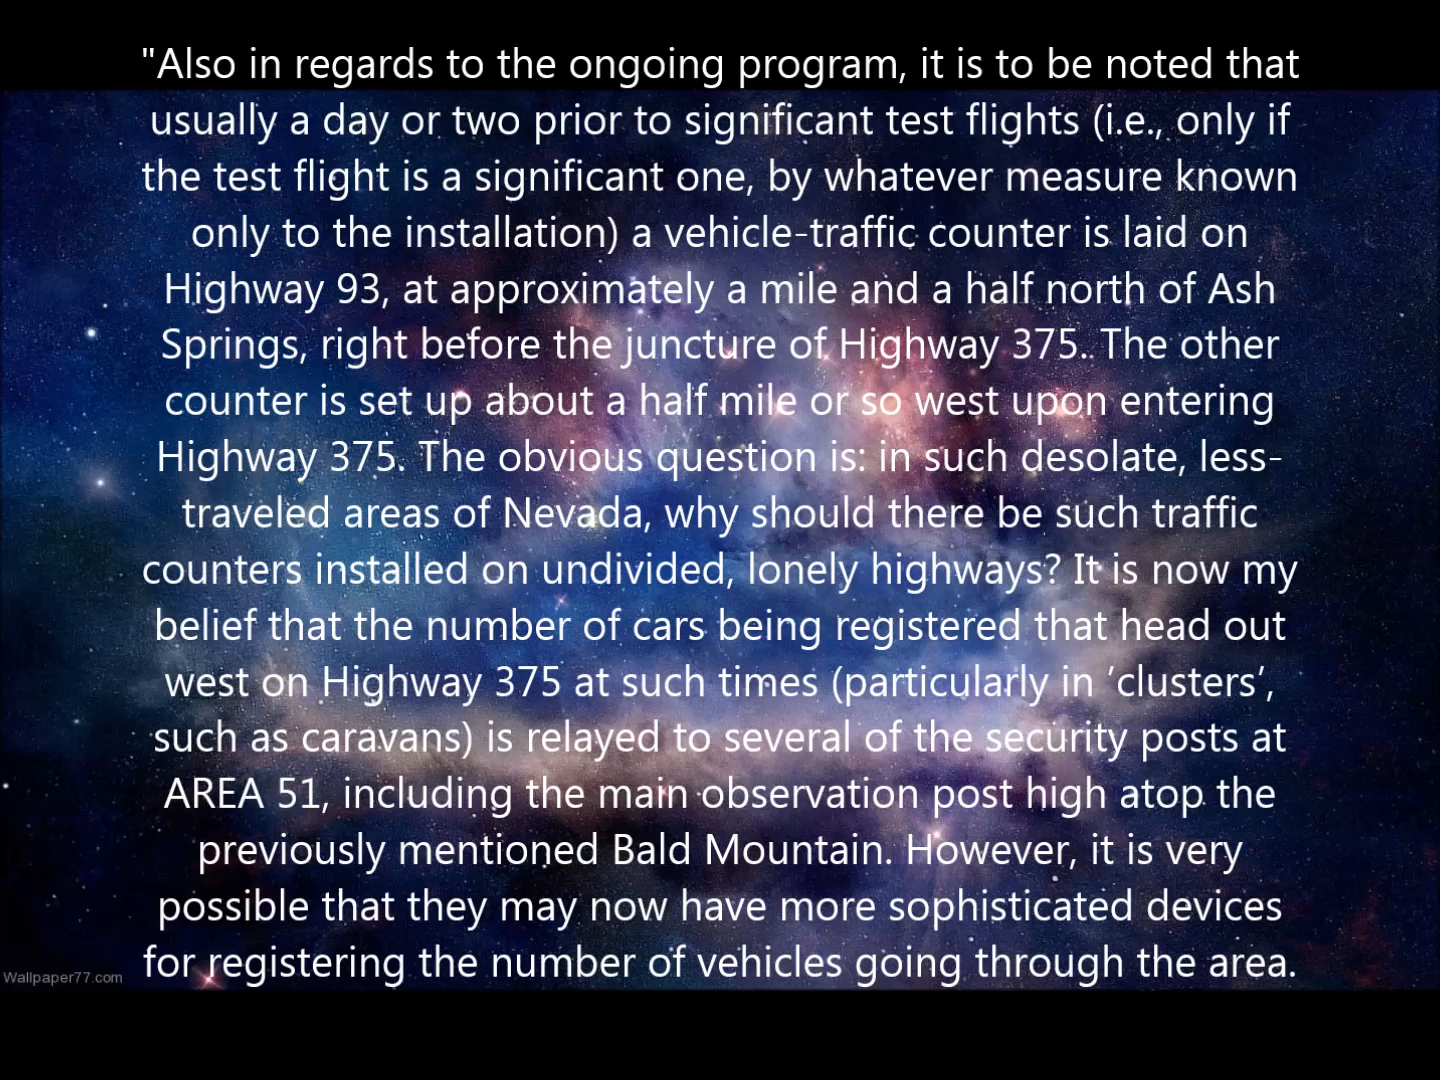 "Also in regards to the ongoing program, it is to be noted that
usually a day or two prior to significant test flights (i.e., only if
the test flight is a significant one, by whatever measure known
only to the installation) a vehicle-traffic counter is laid on
Highway 93, at approximately a mile and a half north of Ash
Springs, right before the juncture of Highway 375. The other
counter is set up about a half mile or so west upon entering
Highway 375. The obvious question is: in such desolate, less-
traveled areas of Nevada, why should there be such traffic
counters installed on undivided, lonely highways? It is now my
belief that the number of cars being registered that head out
west on Highway 375 at such times (particularly in ’clusters’,
such as caravans) is relayed to several of the security posts at
AREA 51, including the main observation post high atop the
previously mentioned Bald Mountain. However, it is very
possible that they may now have more sophisticated devices
for registering the number of vehicles going through the area.
Wallpaper77.com